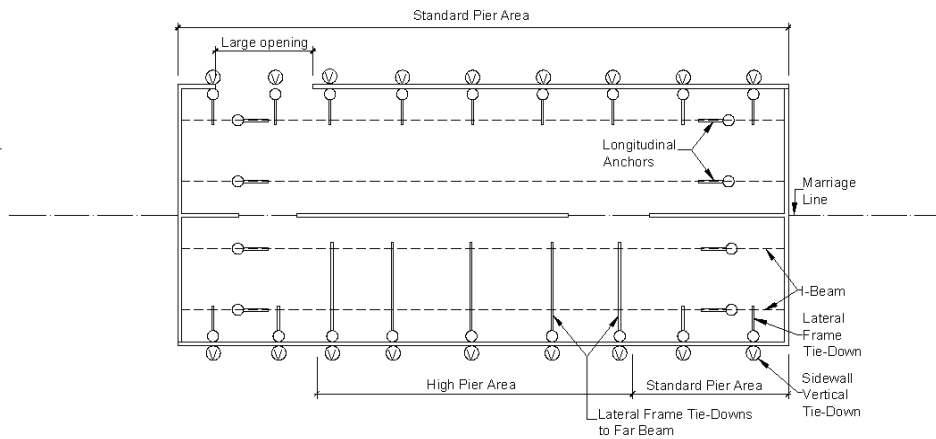 Standard Pier Area
Large opening
V V V V V V V V V
Longitudinal
Anchors
Marriage
Line
I-Beam
Lateral
Frame
Tie-Down
V V V V V V V V V
High Pier Area
Standard Pier Area
Sidewall
Vertical
Tie-Down
Lateral Frame Tie-Downs
to Far Beam